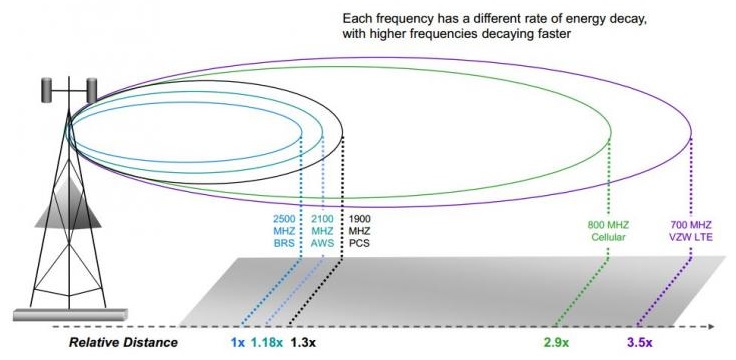 Each frequency has a different rate of energy decay,
with higher frequencies decaying faster
2500
MHZ
BRS
2100
MHZ
AWS
1900
MHZ
PCS
800 MHZ
Cellular
700 MHZ
VZW LTE
Relative Distance 1x 1.18x 1.3x 2.9x 3.5x